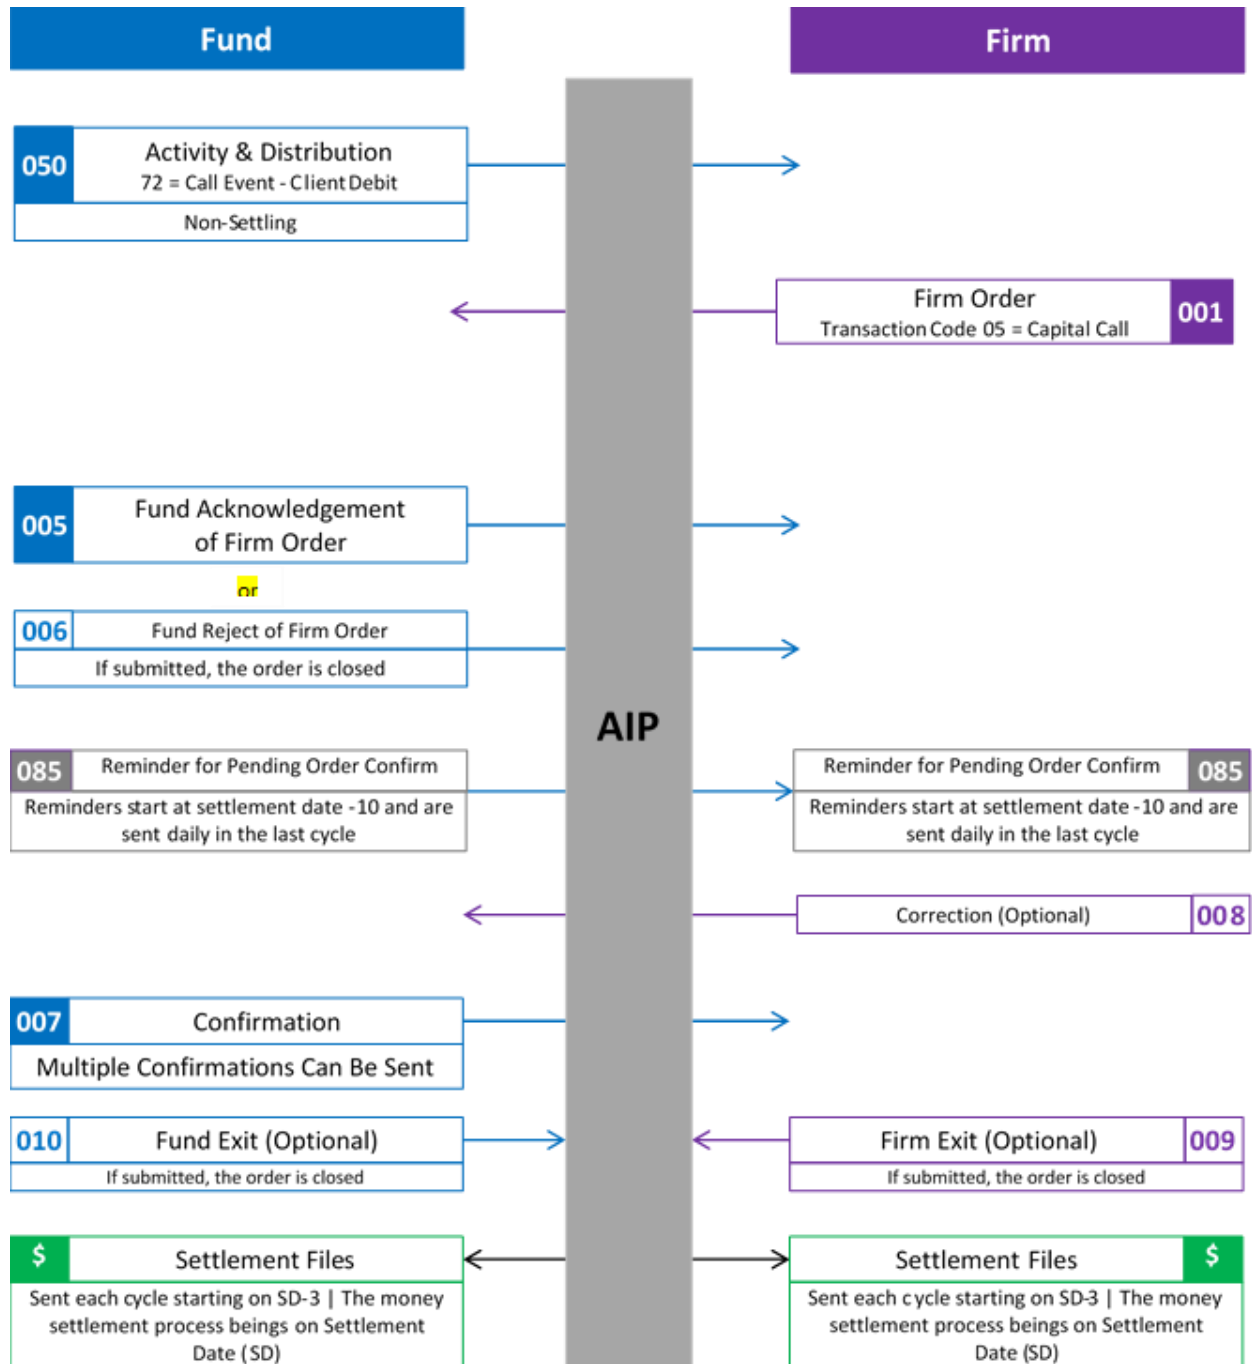 Fund
Firm
050
Activity & Distribution
72 = Call Event - Client Debit
Non-Settling
Firm Order
Transaction Code 05 = Capital Call
001
005
Fund Acknowledgement
of Firm Order
or
006
Fund Reject of Firm Order
If submitted, the order is closed
AIP
085
Reminder for Pending Order Confirm
Reminders start at settlement date -10 and are
sent daily in the last cycle
Reminder for Pending Order Confirm
085
Reminders start at settlement date -10 and are
sent daily in the last cycle
Correction (Optional)
008
007
Confirmation
Multiple Confirmations Can Be Sent
010
Fund Exit (Optional)
If submitted, the order is closed
Firm Exit (Optional)
009
If submitted, the order is closed
$
Settlement Files
Sent each cycle starting on SD-3 | The money
settlement process beings on Settlement
Date (SD)
Settlement Files
$
Sent each cycle starting on SD-3 | The money
settlement process beings on Settlement
Date (SD)